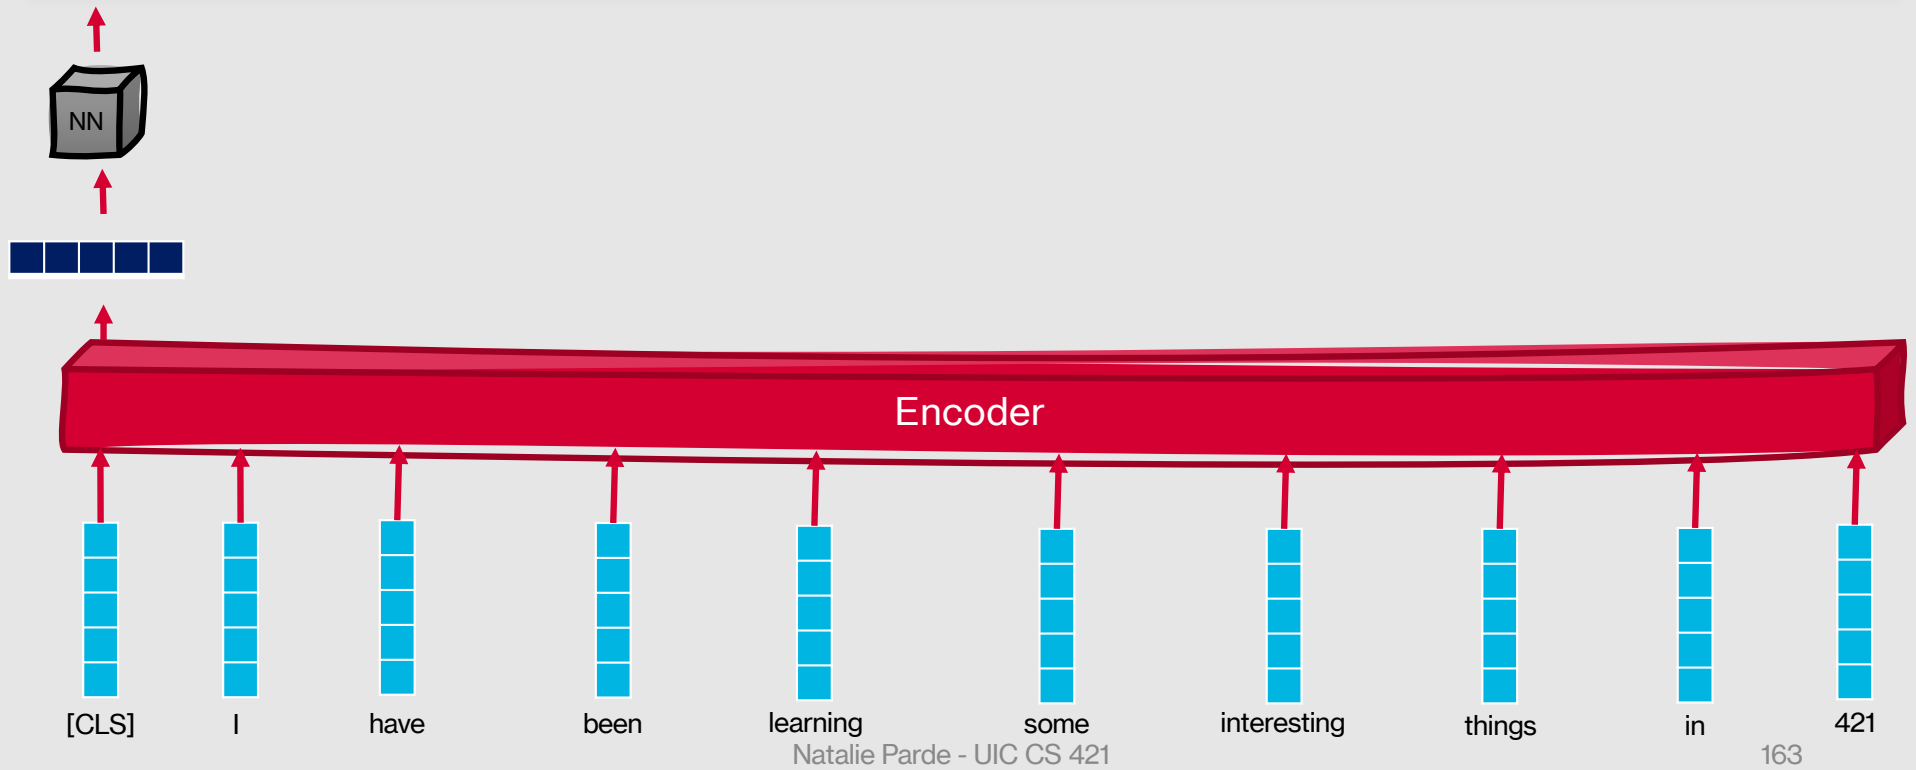 NN
Encoder
[CLS] I have been learning some interesting things in 421
Natalie Parde - UIC CS 421
163